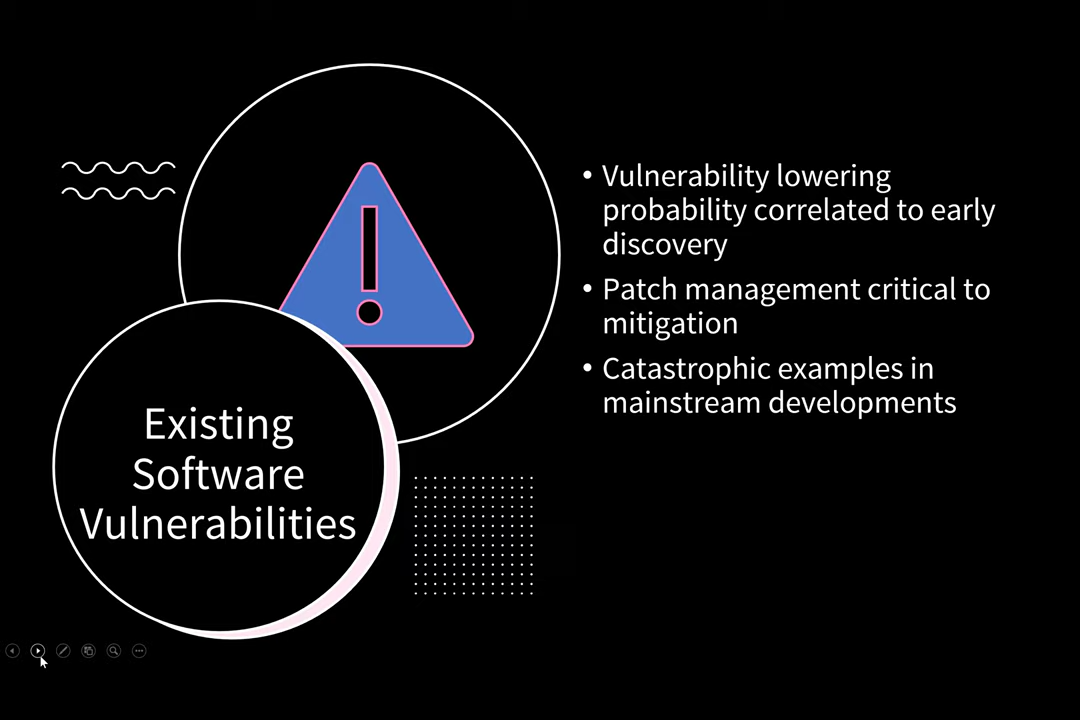 Existing
Software
Vulnerabilities
• Vulnerability lowering
probability correlated to early
discovery
• Patch management critical to
mitigation
• Catastrophic examples in
mainstream developments